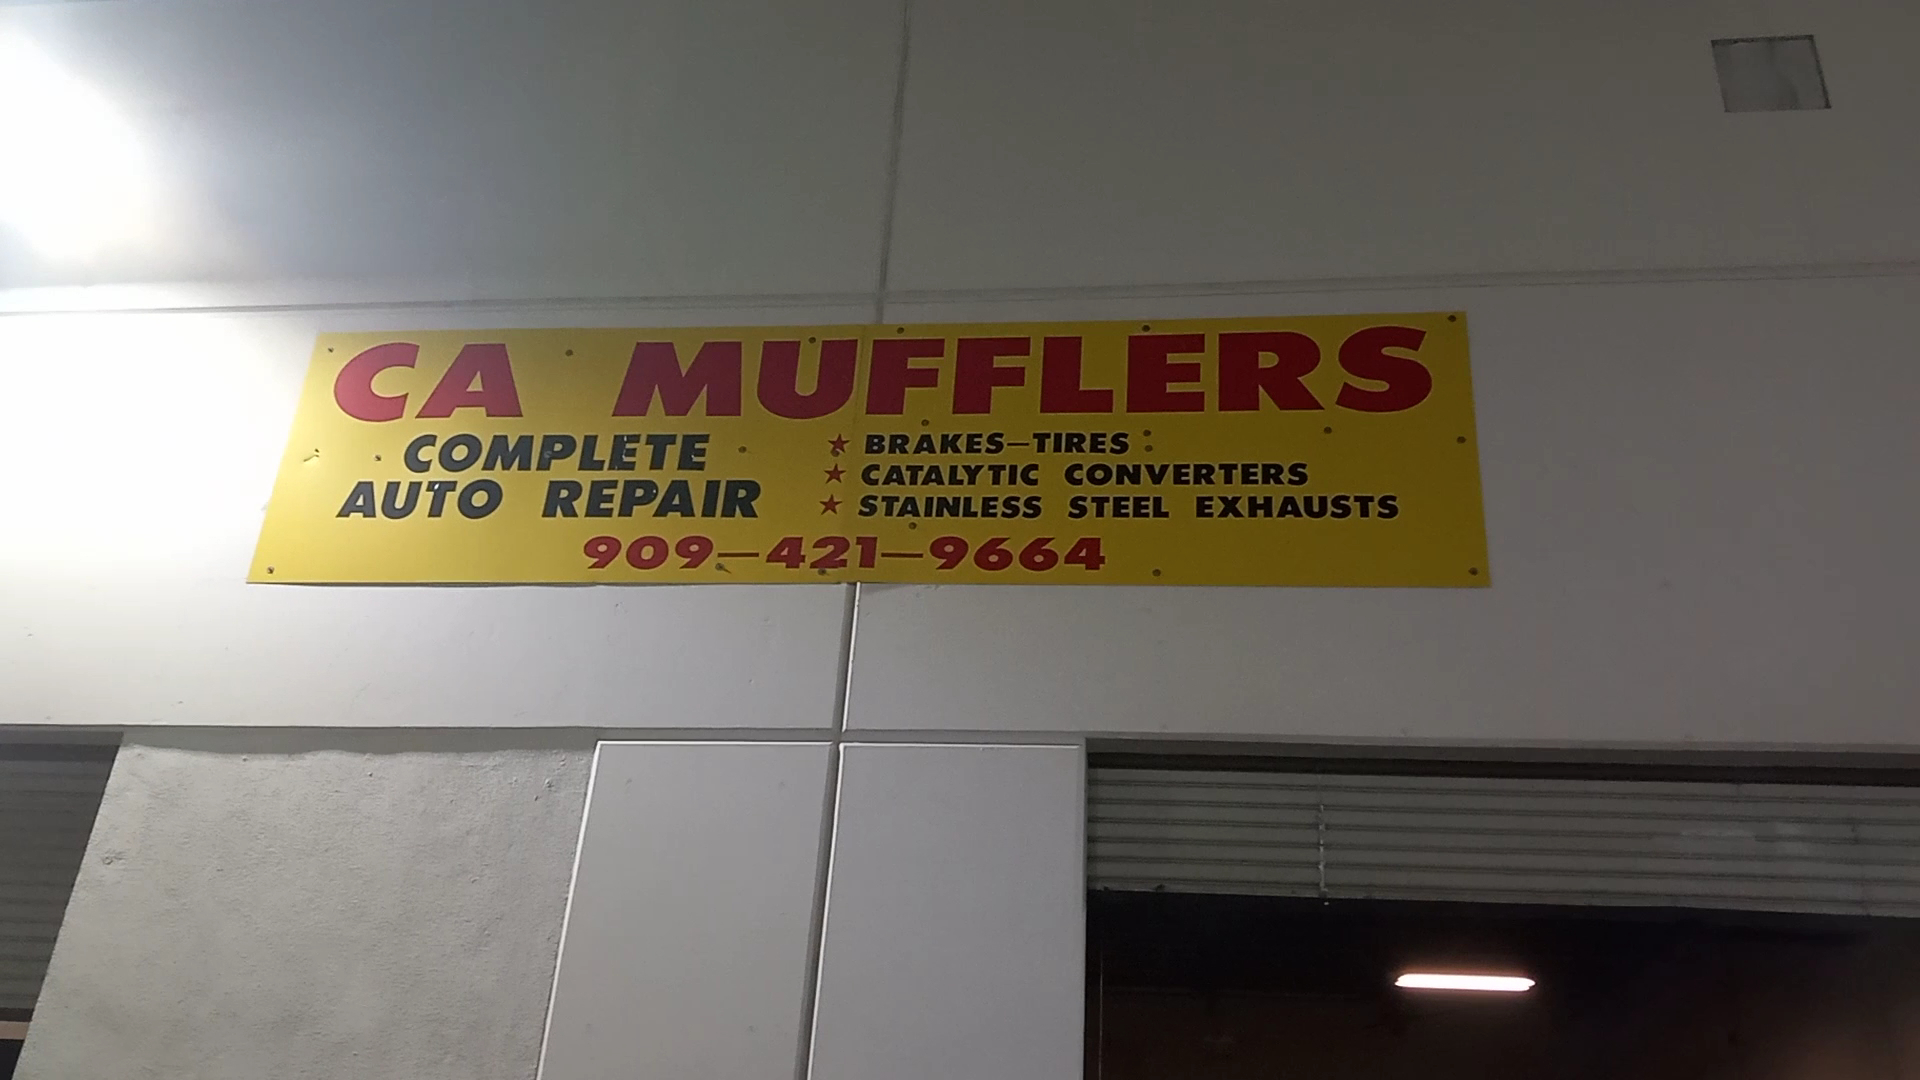 CA MUFFLERS
COMPLETE
AUTO REPAIR
★ BRAKES—TIRES
★ CATALYTIC CONVERTERS
★ STAINLESS STEEL EXHAUSTS
909—421—9664